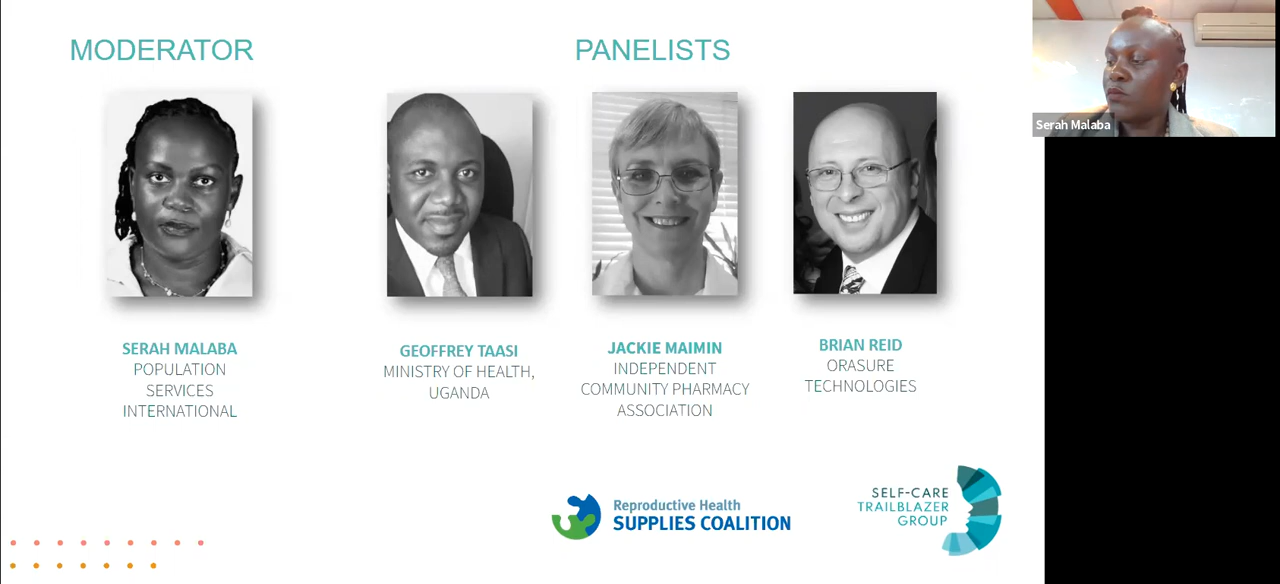 MODERATOR
PANELISTS
Serah Malaba
SERAH MALABA
POPULATION
SERVICES
INTERNATIONAL
GEOFFREY TAASI
MINISTRY OF HEALTH,
UGANDA
JACKIE MAIMIN
INDEPENDENT
COMMUNITY PHARMACY
ASSOCIATION
BRIAN REID
ORASURE
TECHNOLOGIES
Reproductive Health
SUPPLIES COALITION
SELF-CARE
TRAILBLAZER
GROUP